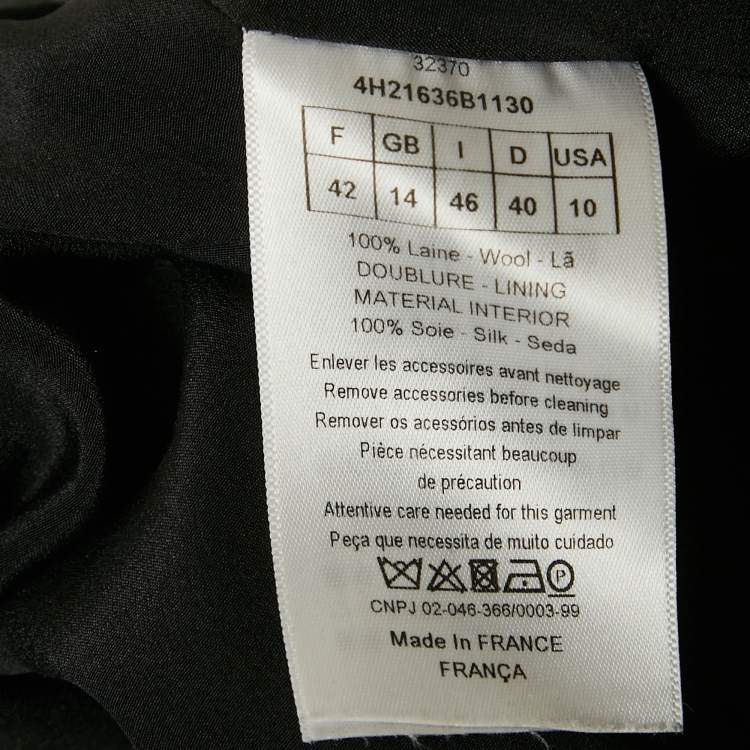 32370
4H21636B1130
F GB I D USA
42 14 46 40 10
100% Laine - Wool - Lã
DOUBLURE - LINING
MATERIAL INTERIOR
100% Soie - Silk - Seda
Enlever les accessoires avant nettoyage
Remove accessories before cleaning
Remover os acessórios antes de limpar
Pièce nécessitant beaucoup
de précaution
Attentive care needed for this garment
Peça que necessita de muito cuidado
P
CNPJ 02-046-366/0003-99
Made In FRANCE
FRANÇA